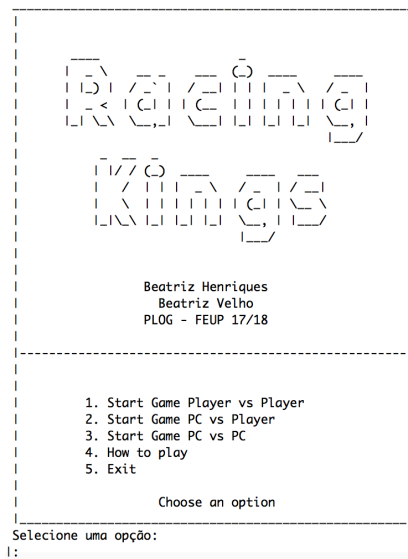 Racing
Kings
Beatriz Henriques
Beatriz Velho
PLOG - FEUP 17/18
1. Start Game Player vs Player
2. Start Game PC vs Player
3. Start Game PC vs PC
4. How to play
5. Exit
Choose an option
Selecione uma opção:
|: